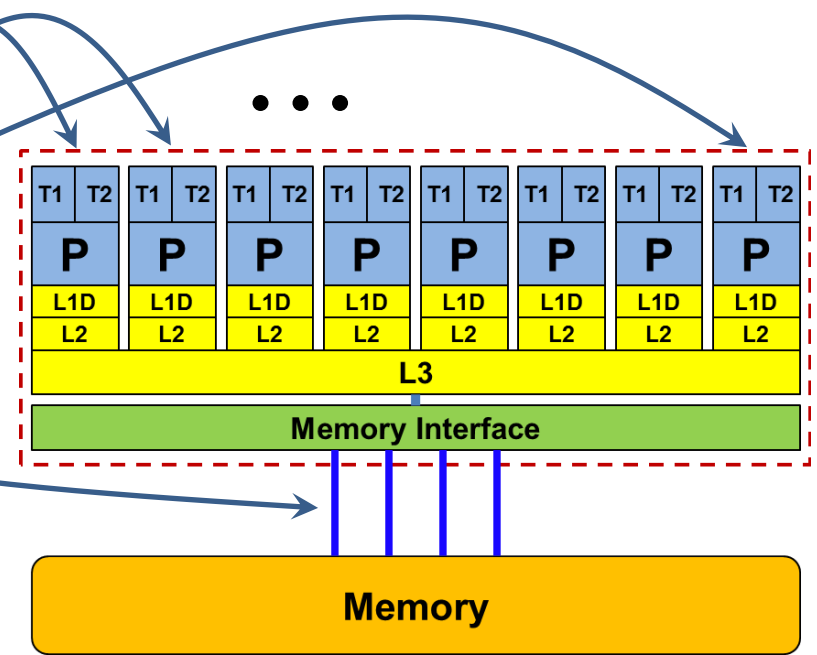 T1 T2 T1 T2 T1 T2 T1 T2 T1 T2 T1 T2 T1 T2 T1 T2
P P P P P P P P
L1D L1D L1D L1D L1D L1D L1D L1D
L2 L2 L2 L2 L2 L2 L2 L2
L3
Memory Interface
Memory